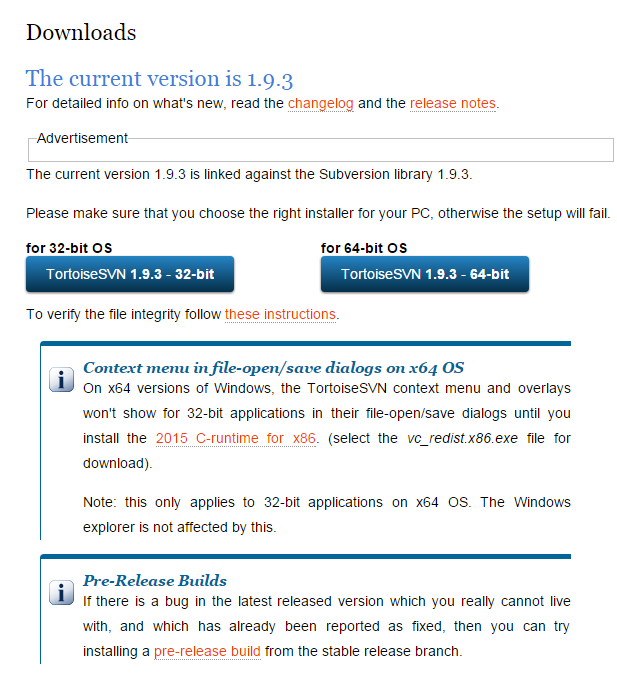 Downloads
The current version is 1.9.3
For detailed info on what's new, read the changelog and the release notes.
Advertisement
The current version 1.9.3 is linked against the Subversion library 1.9.3.
Please make sure that you choose the right installer for your PC, otherwise the setup will fail.
for 32-bit OS
TortoiseSVN 1.9.3 - 32-bit
for 64-bit OS
TortoiseSVN 1.9.3 - 64-bit
To verify the file integrity follow these instructions.
Context menu in file-open/save dialogs on x64 OS
On x64 versions of Windows, the TortoiseSVN context menu and overlays
won't show for 32-bit applications in their file-open/save dialogs until you
install the 2015 C-runtime for x86. (select the vc_redist.x86.exe file for
download).
Note: this only applies to 32-bit applications on x64 OS. The Windows
explorer is not affected by this.
Pre-Release Builds
If there is a bug in the latest released version which you really cannot live
with, and which has already been reported as fixed, then you can try
installing a pre-release build from the stable release branch.